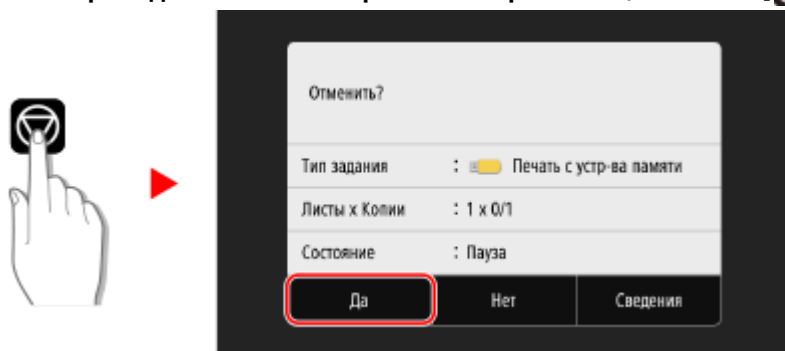 Отменить?
Тип задания : Печать с устр-ва памяти
Листы x Копии : 1 x 0/1
Состояние : Пауза
Да Нет Сведения